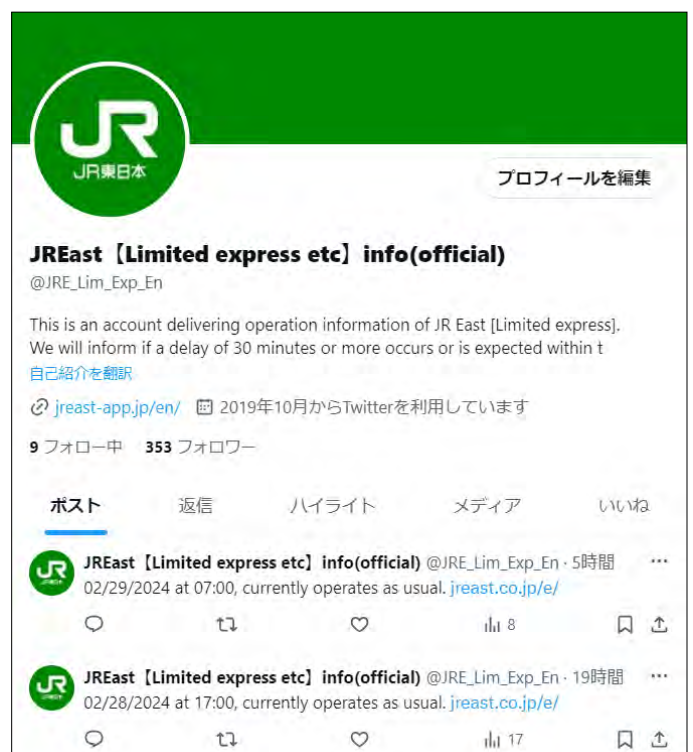 JR
JR東日本
プロフィールを編集
JREast【Limited express etc】info(official)
@JRE_Lim_Exp_En
This is an account delivering operation information of JR East [Limited express].
We will inform if a delay of 30 minutes or more occurs or is expected within t
自己紹介を翻訳
jreast-app.jp/en/ 2019年10月からTwitterを利用しています
9 フォロー中 353 フォロワー
ポスト 返信 ハイライト メディア いいね
JREast【Limited express etc】info(official) @JRE_Lim_Exp_En · 5時間
02/29/2024 at 07:00, currently operates as usual. jreast.co.jp/e/
8
JREast【Limited express etc】info(official) @JRE_Lim_Exp_En · 19時間
02/28/2024 at 17:00, currently operates as usual. jreast.co.jp/e/
17